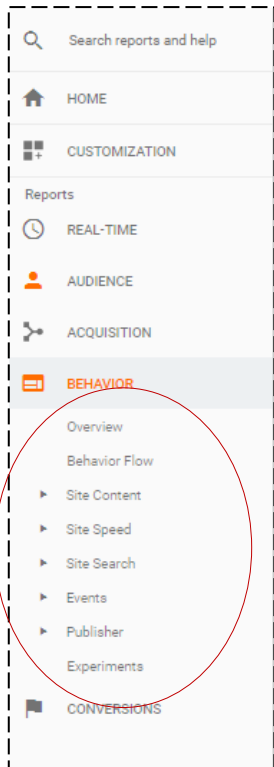 Search reports and help
HOME
CUSTOMIZATION
Reports
REAL-TIME
AUDIENCE
ACQUISITION
BEHAVIOR
Overview
Behavior Flow
Site Content
Site Speed
Site Search
Events
Publisher
Experiments
CONVERSIONS